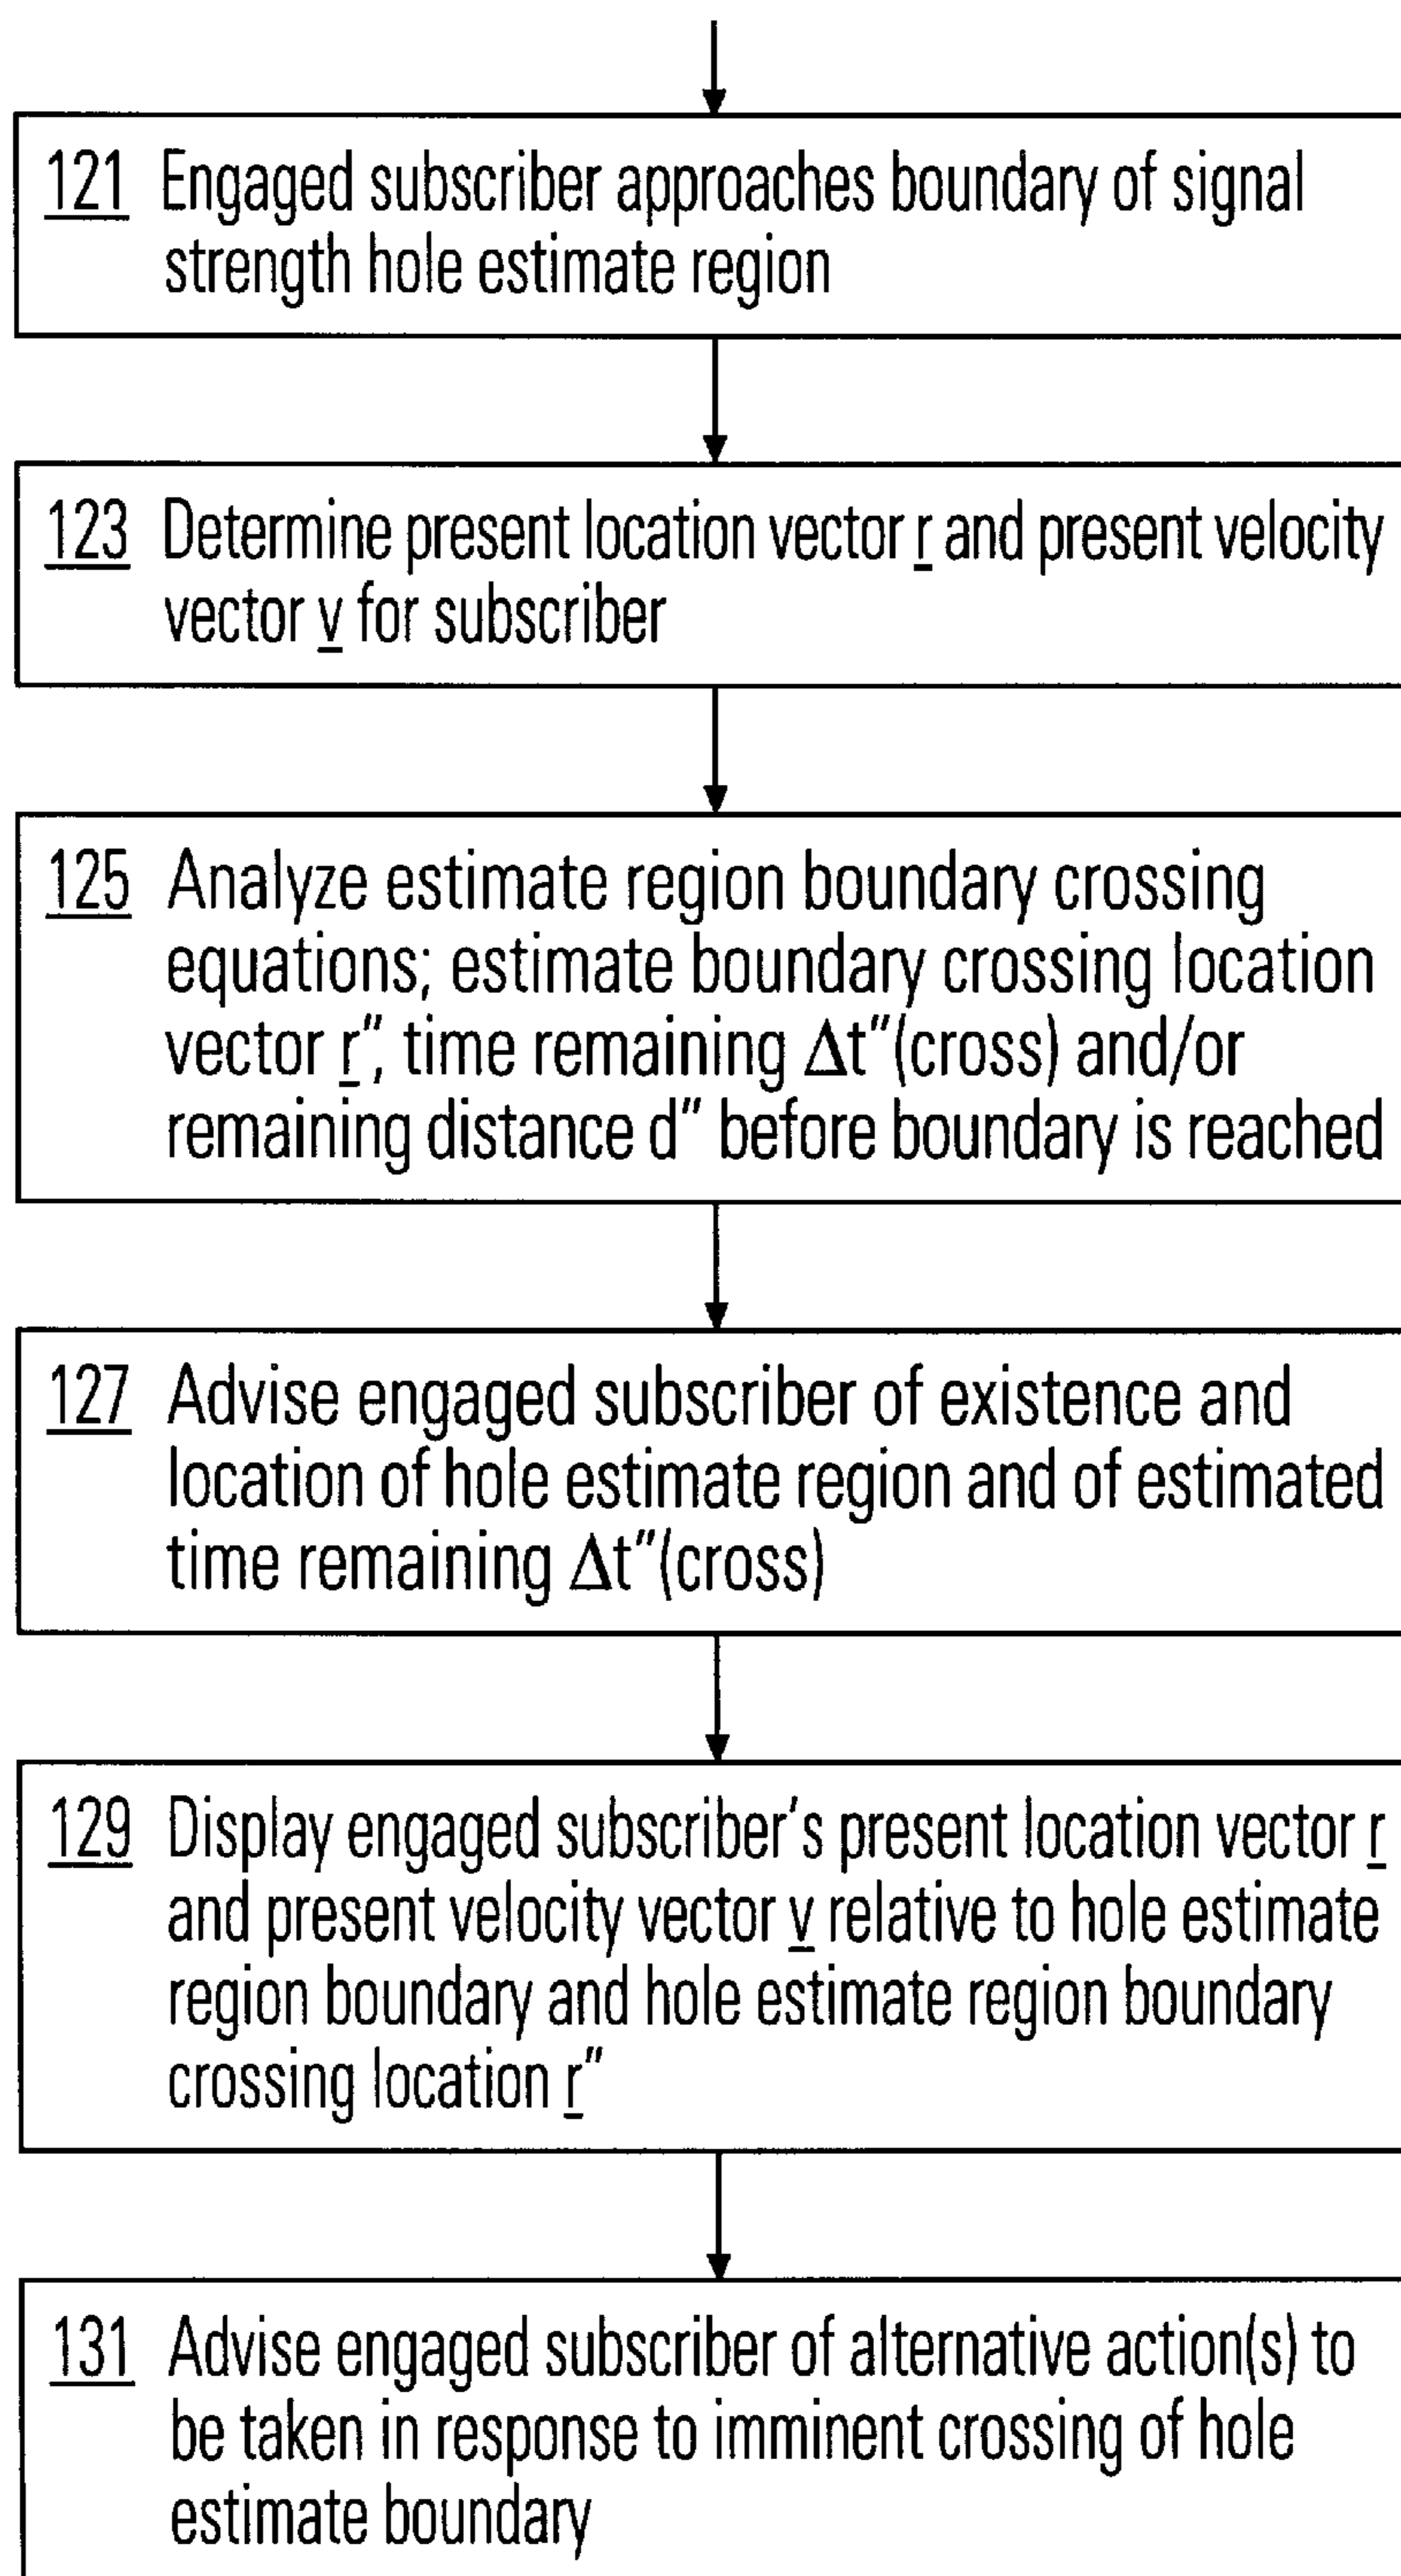 121 Engaged subscriber approaches boundary of signal
strength hole estimate region
123 Determine present location vector r and present velocity
vector v for subscriber
125 Analyze estimate region boundary crossing
equations; estimate boundary crossing location
vector r", time remaining Δt"(cross) and/or
remaining distance d" before boundary is reached
127 Advise engaged subscriber of existence and
location of hole estimate region and of estimated
time remaining Δt"(cross)
129 Display engaged subscriber's present location vector r
and present velocity vector v relative to hole estimate
region boundary and hole estimate region boundary
crossing location r"
131 Advise engaged subscriber of alternative action(s) to
be taken in response to imminent crossing of hole
estimate boundary